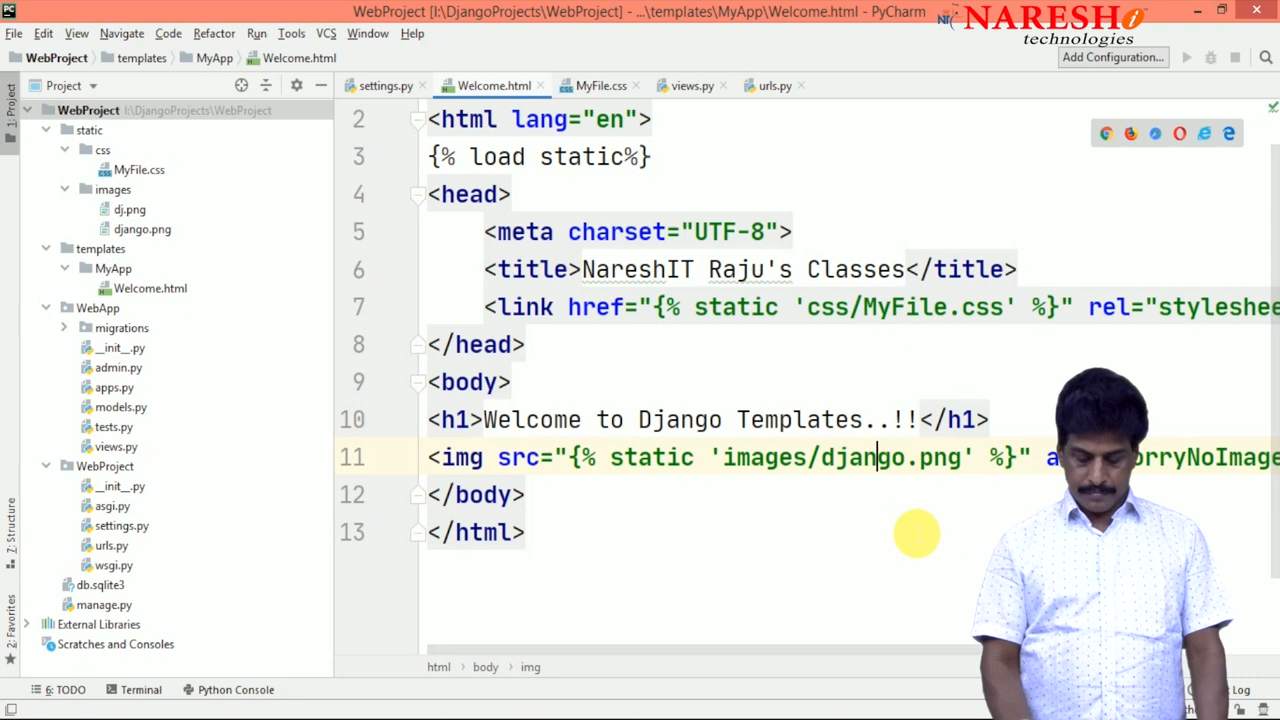 WebProject [I:\DjangoProjects\WebProject] - ...\templates\MyApp\Welcome.html - PyCharm
NARESH i
technologies
File Edit View Navigate Code Refactor Run Tools VCS Window Help
WebProject templates MyApp Welcome.html
Add Configuration...
1: Project
Project
settings.py Welcome.html MyFile.css views.py urls.py
WebProject I:\DjangoProjects\WebProject
static
css
MyFile.css
images
dj.png
django.png
templates
MyApp
Welcome.html
WebApp
migrations
__init__.py
admin.py
apps.py
models.py
tests.py
views.py
WebProject
__init__.py
asgi.py
settings.py
urls.py
wsgi.py
db.sqlite3
manage.py
External Libraries
Scratches and Consoles
7: Structure
2: Favorites
2 <html lang="en">
3 {% load static%}
4 <head>
5 <meta charset="UTF-8">
6 <title>NareshIT Raju's Classes</title>
7 <link href="{% static 'css/MyFile.css' %}" rel="styleshee
8 </head>
9 <body>
10 <h1>Welcome to Django Templates..!!</h1>
11 <img src="{% static 'images/django.png' %}" a orryNoImage
12 </body>
13 </html>
html body img
6: TODO Terminal Python Console Log